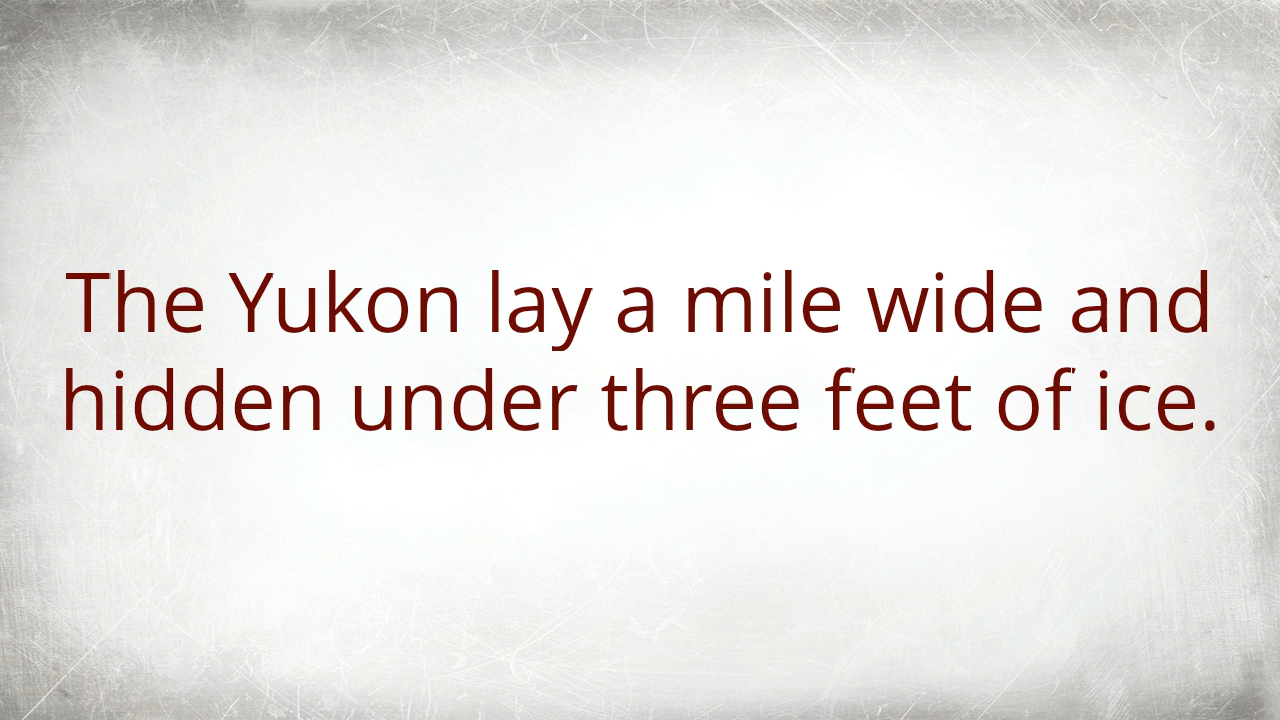 The Yukon lay a mile wide and
hidden under three feet of ice.